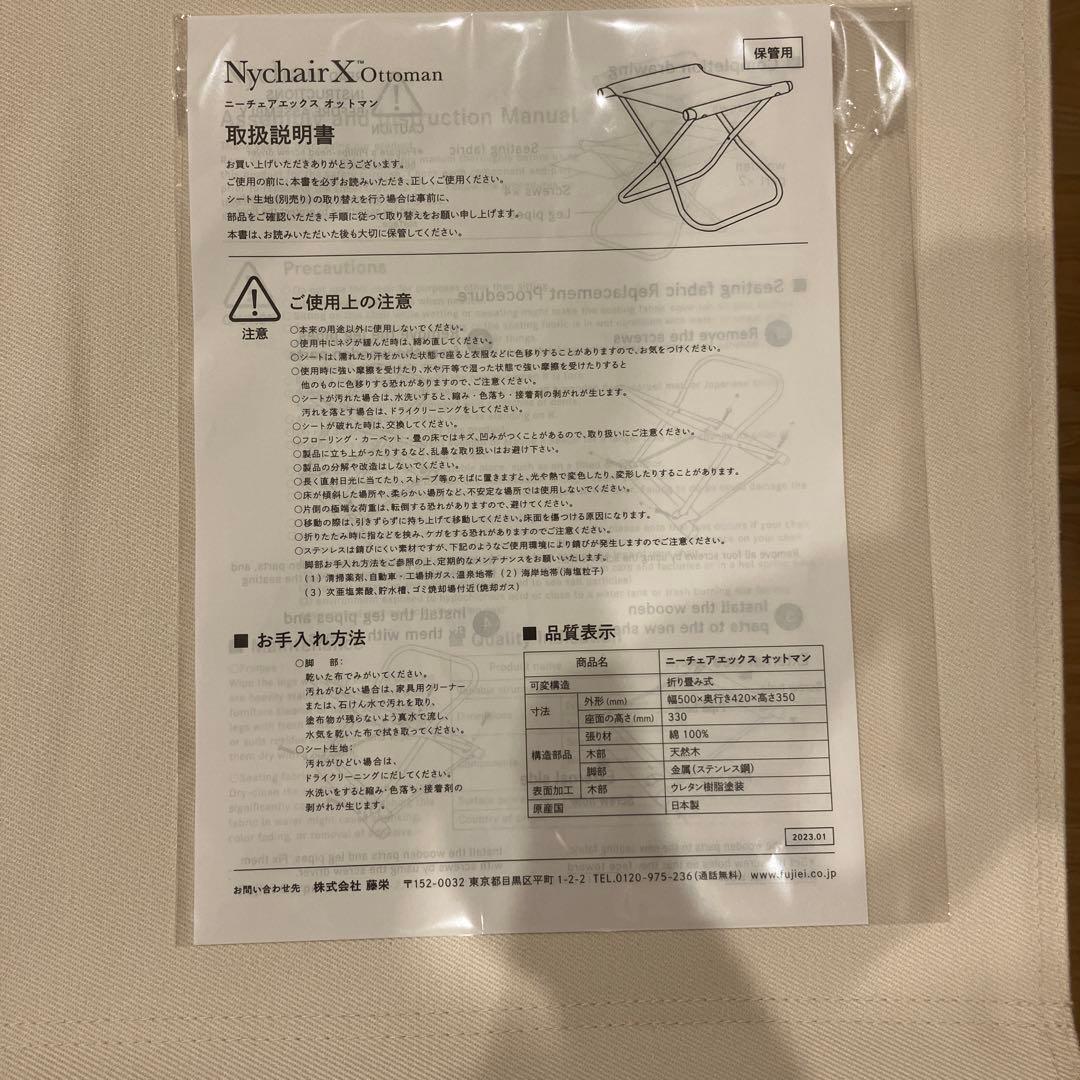 保管用
NychairX™ Ottoman
ニーチェアエックス オットマン
取扱説明書
お買い上げいただきありがとうございます。
ご使用の前に、本書を必ずお読みいただき、正しくご使用ください。
シート生地(別売り)の取り替えを行う場合は事前に、
部品をご確認いただき、手順に従って取り替えをお願い申し上げます。
本書は、お読みいただいた後も大切に保管してください。
注意
ご使用上の注意
○本来の用途以外に使用しないでください。
○使用中にネジが緩んだ時は、締め直してください。
○シートは、濡れたり汗をかいた状態で座ると衣服などに色移りすることがありますので、お気をつけください。
○使用時に強い摩擦を受けたり、水や汗等で湿った状態で強い摩擦を受けたりすると
他のものに色移りする恐れがありますので、ご注意ください。
○シートが汚れた場合は、水洗いすると、縮み・色落ち・接着剤の剥がれが生じます。
汚れを落とす場合は、ドライクリーニングをしてください。
○シートが破れた時は、交換してください。
○フローリング・カーペット・畳の床ではキズ、凹みがつくことがあるので、取り扱いにご注意ください。
○製品に立ち上がったりするなど、乱暴な取り扱いはお避け下さい。
○製品の分解や改造はしないでください。
○長く直射日光に当てたり、ストーブ等のそばに置きますと、光や熱で変色したり、変形したりすることがあります。
○床が傾斜した場所や、柔らかい場所など、不安定な場所では使用しないでください。
○片側の極端な荷重は、転倒する恐れがありますので、避けてください。
○移動の際は、引きずらずに持ち上げて移動してください。床面を傷つける原因になります。
○折りたたみ時に指などを挟み、ケガをする恐れがありますのでご注意ください。
○ステンレスは錆びにくい素材ですが、下記のようなご使用環境により錆びが発生しますのでご注意ください。
脚部お手入れ方法をご参照の上、定期的なメンテナンスをお願いいたします。
(1) 清掃薬剤、自動車・工場排ガス、温泉地帯 (2) 海岸地帯(海塩粒子)
(3) 次亜塩素酸、貯水槽、ゴミ焼却場付近(焼却ガス)
■ お手入れ方法
○脚 部:
乾いた布でみがいてください。
汚れがひどい場合は、家具用クリーナー
または、石けん水で汚れを取り、
塗布物が残らないよう真水で流し、
水気を乾いた布で拭き取ってください。
○シート生地:
汚れがひどい場合は、
ドライクリーニングにだしてください。
水洗いをすると縮み・色落ち・接着剤の
剥がれが生じます。
■ 品質表示
商品名 ニーチェアエックス オットマン
可変構造 折り畳み式
寸法 外形(mm) 幅500×奥行き420×高さ350
座面の高さ(mm) 330
構造部品 張り材 綿 100%
木部 天然木
脚部 金属(ステンレス鋼)
表面加工 木部 ウレタン樹脂塗装
原産国 日本製
2023.01
お問い合わせ先 株式会社 藤栄 〒152-0032 東京都目黒区平町 1-2-2 TEL.0120-975-236(通話無料) www.fujiei.co.jp